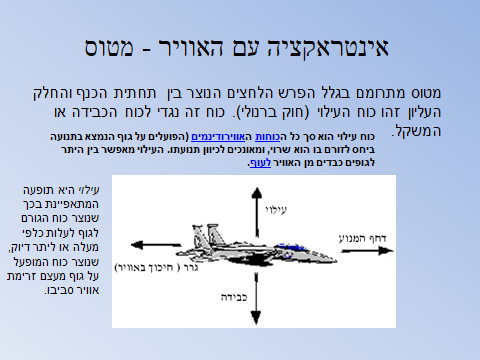 אינטראקציה עם האוויר - מטוס
מטוס מתרומם בגלל הפרש הלחצים הנוצר בין תחתית הכנף והחלק
העליון זהו כוח העילוי (חוק ברנולי). כוח זה נגדי לכוח הכבידה או
המשקל.
כוח עילוי הוא סך כל הכוחות האווירודינמים (הפועלים על גוף הנמצא בתנועה
ביחס לזורם בו הוא שרוי, ומאונכים לכיוון תנועתו. העילוי מאפשר בין היתר
לגופים כבדים מן האוויר לעוף.
עילוי היא תופעה
המתאפיינת בכך
שנוצר כוח הגורם
לגוף לעלות כלפי
מעלה או ליתר דיוק,
שנוצר כוח המופעל
על גוף מעצם זרימת
אוויר סביבו.
עילוי
דחף המנוע
גרר ( חיכוך באוויר)
כבידה